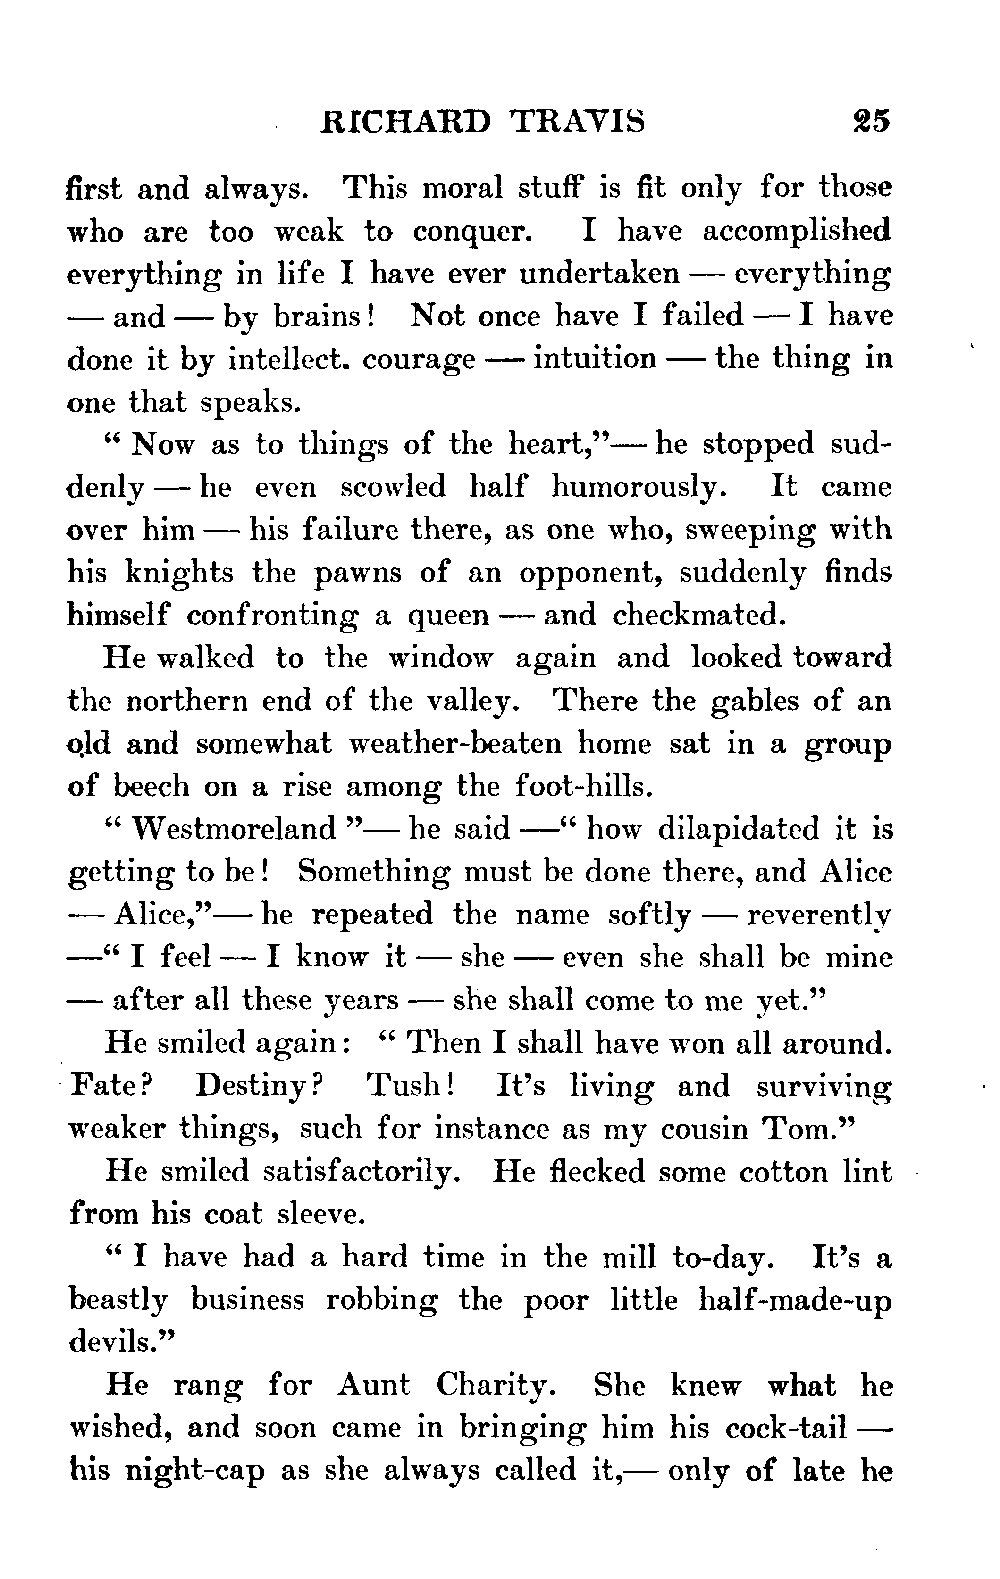 RICHARD TRAVIS 25
first and always. This moral stuff is fit only for those
who are too weak to conquer. I have accomplished
everything in life I have ever undertaken — everything
— and — by brains! Not once have I failed — I have
done it by intellect. courage — intuition — the thing in
one that speaks.
“ Now as to things of the heart,”— he stopped sud-
denly — he even scowled half humorously. It came
over him — his failure there, as one who, sweeping with
his knights the pawns of an opponent, suddenly finds
himself confronting a queen — and checkmated.
He walked to the window again and looked toward
the northern end of the valley. There the gables of an
old and somewhat weather-beaten home sat in a group
of beech on a rise among the foot-hills.
“ Westmoreland ”— he said —“ how dilapidated it is
getting to be! Something must be done there, and Alice
— Alice,”— he repeated the name softly — reverently
—“ I feel — I know it — she — even she shall be mine
— after all these years — she shall come to me yet.”
He smiled again: “ Then I shall have won all around.
Fate? Destiny? Tush! It’s living and surviving
weaker things, such for instance as my cousin Tom.”
He smiled satisfactorily. He flecked some cotton lint
from his coat sleeve.
“ I have had a hard time in the mill to-day. It’s a
beastly business robbing the poor little half-made-up
devils.”
He rang for Aunt Charity. She knew what he
wished, and soon came in bringing him his cock-tail —
his night-cap as she always called it,— only of late he